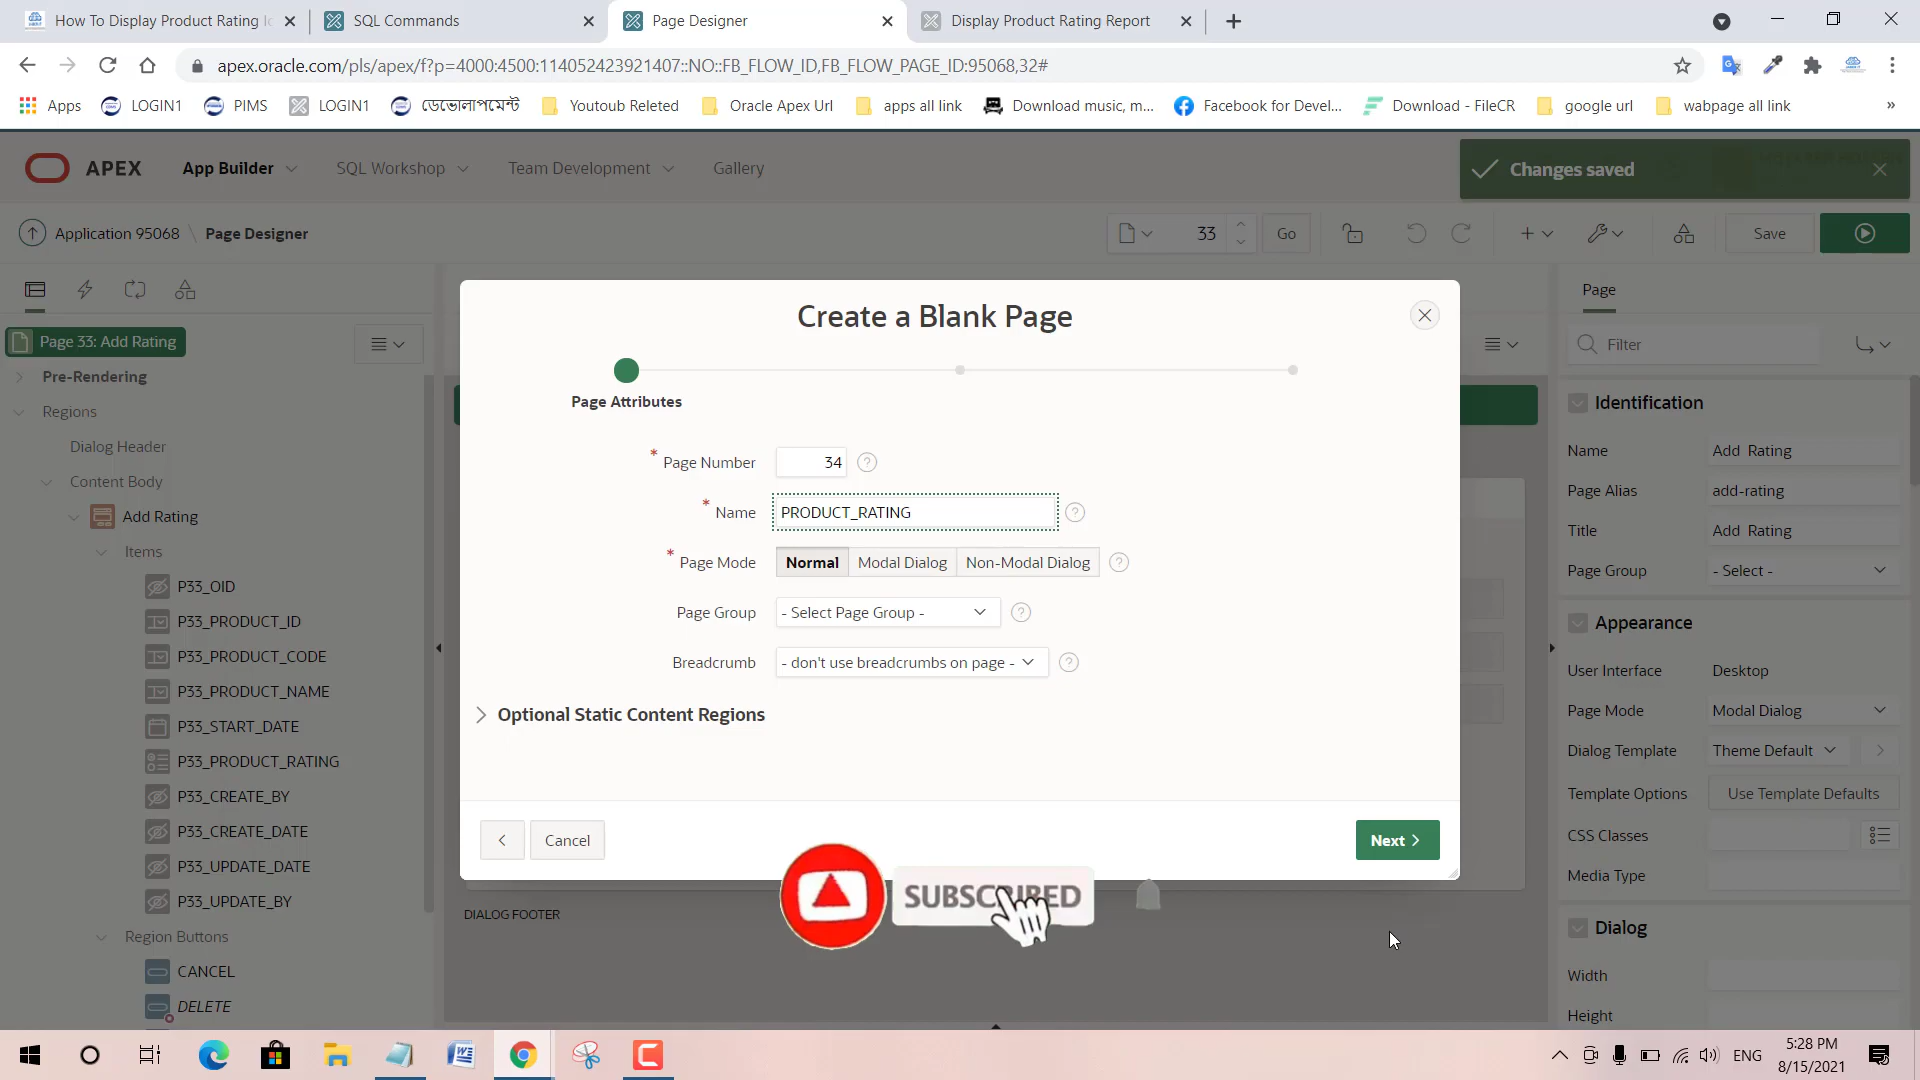 How To Display Product Rating I
SQL Commands
Page Designer
Display Product Rating Report
apex.oracle.com/pls/apex/f?p=4000:4500:114052423921407::NO::FB_FLOW_ID,FB_FLOW_PAGE_ID:95068,32#
Apps
LOGIN1
PIMS
LOGIN1
ডেভোলাপমেন্ট
Youtoub Releted
Oracle Apex Url
apps all link
Download music, m...
Facebook for Devel...
Download - FileCR
google url
webpage all link
»
APEX
App Builder
SQL Workshop
Team Development
Gallery
Changes saved
Application 95068 \ Page Designer
33
Go
Save
Page 33: Add Rating
Pre-Rendering
Regions
Dialog Header
Content Body
Add Rating
Items
P33_OID
P33_PRODUCT_ID
P33_PRODUCT_CODE
P33_PRODUCT_NAME
P33_START_DATE
P33_PRODUCT_RATING
P33_CREATE_BY
P33_CREATE_DATE
P33_UPDATE_DATE
P33_UPDATE_BY
Region Buttons
CANCEL
DELETE
Create a Blank Page
Page Attributes
* Page Number 34 ?
* Name PRODUCT_RATING ?
* Page Mode Normal Modal Dialog Non-Modal Dialog ?
Page Group - Select Page Group - ?
Breadcrumb - don't use breadcrumbs on page - ?
Optional Static Content Regions
Cancel
Next
SUBSCRIBED
DIALOG FOOTER
Page
Filter
Identification
Name Add Rating
Page Alias add-rating
Title Add Rating
Page Group - Select -
Appearance
User Interface Desktop
Page Mode Modal Dialog
Dialog Template Theme Default
Template Options Use Template Defaults
CSS Classes
Media Type
Dialog
Width
Height
ENG
5:28 PM
8/15/2021